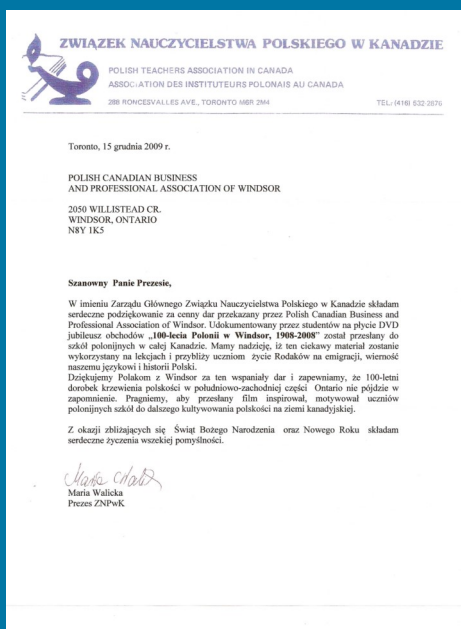 ZWIĄZEK NAUCZYCIELSTWA POLSKIEGO W KANADZIE
POLISH TEACHERS ASSOCIATION IN CANADA
ASSOCIATION DES INSTITUTEURS POLONAIS AU CANADA
288 RONCESVALLES AVE., TORONTO M6R 2M4 TEL.: (416) 532-2876
Toronto, 15 grudnia 2009 r.
POLISH CANADIAN BUSINESS
AND PROFESSIONAL ASSOCIATION OF WINDSOR
2050 WILLISTEAD CR.
WINDSOR, ONTARIO
N8Y 1K5
Szanowny Panie Prezesie,
W imieniu Zarządu Głównego Związku Nauczycielstwa Polskiego w Kanadzie składam
serdeczne podziękowanie za cenny dar przekazany przez Polish Canadian Business and
Professional Association of Windsor. Udokumentowany przez studentów na płycie DVD
jubileusz obchodów „100-lecia Polonii w Windsor, 1908-2008” został przesłany do
szkół polonijnych w całej Kanadzie. Mamy nadzieję, iż ten ciekawy materiał zostanie
wykorzystany na lekcjach i przybliży uczniom życie Rodaków na emigracji, wierność
naszemu językowi i historii Polski.
Dziękujemy Polakom z Windsor za ten wspaniały dar i zapewniamy, że 100-letni
dorobek krzewienia polskości w południowo-zachodniej części Ontario nie pójdzie w
zapomnienie. Pragniemy, aby przesłany film inspirował, motywował uczniów
polonijnych szkół do dalszego kultywowania polskości na ziemi kanadyjskiej.
Z okazji zbliżających się Świąt Bożego Narodzenia oraz Nowego Roku składam
serdeczne życzenia wszelkiej pomyślności.
Maria Walicka
Prezes ZNPwK